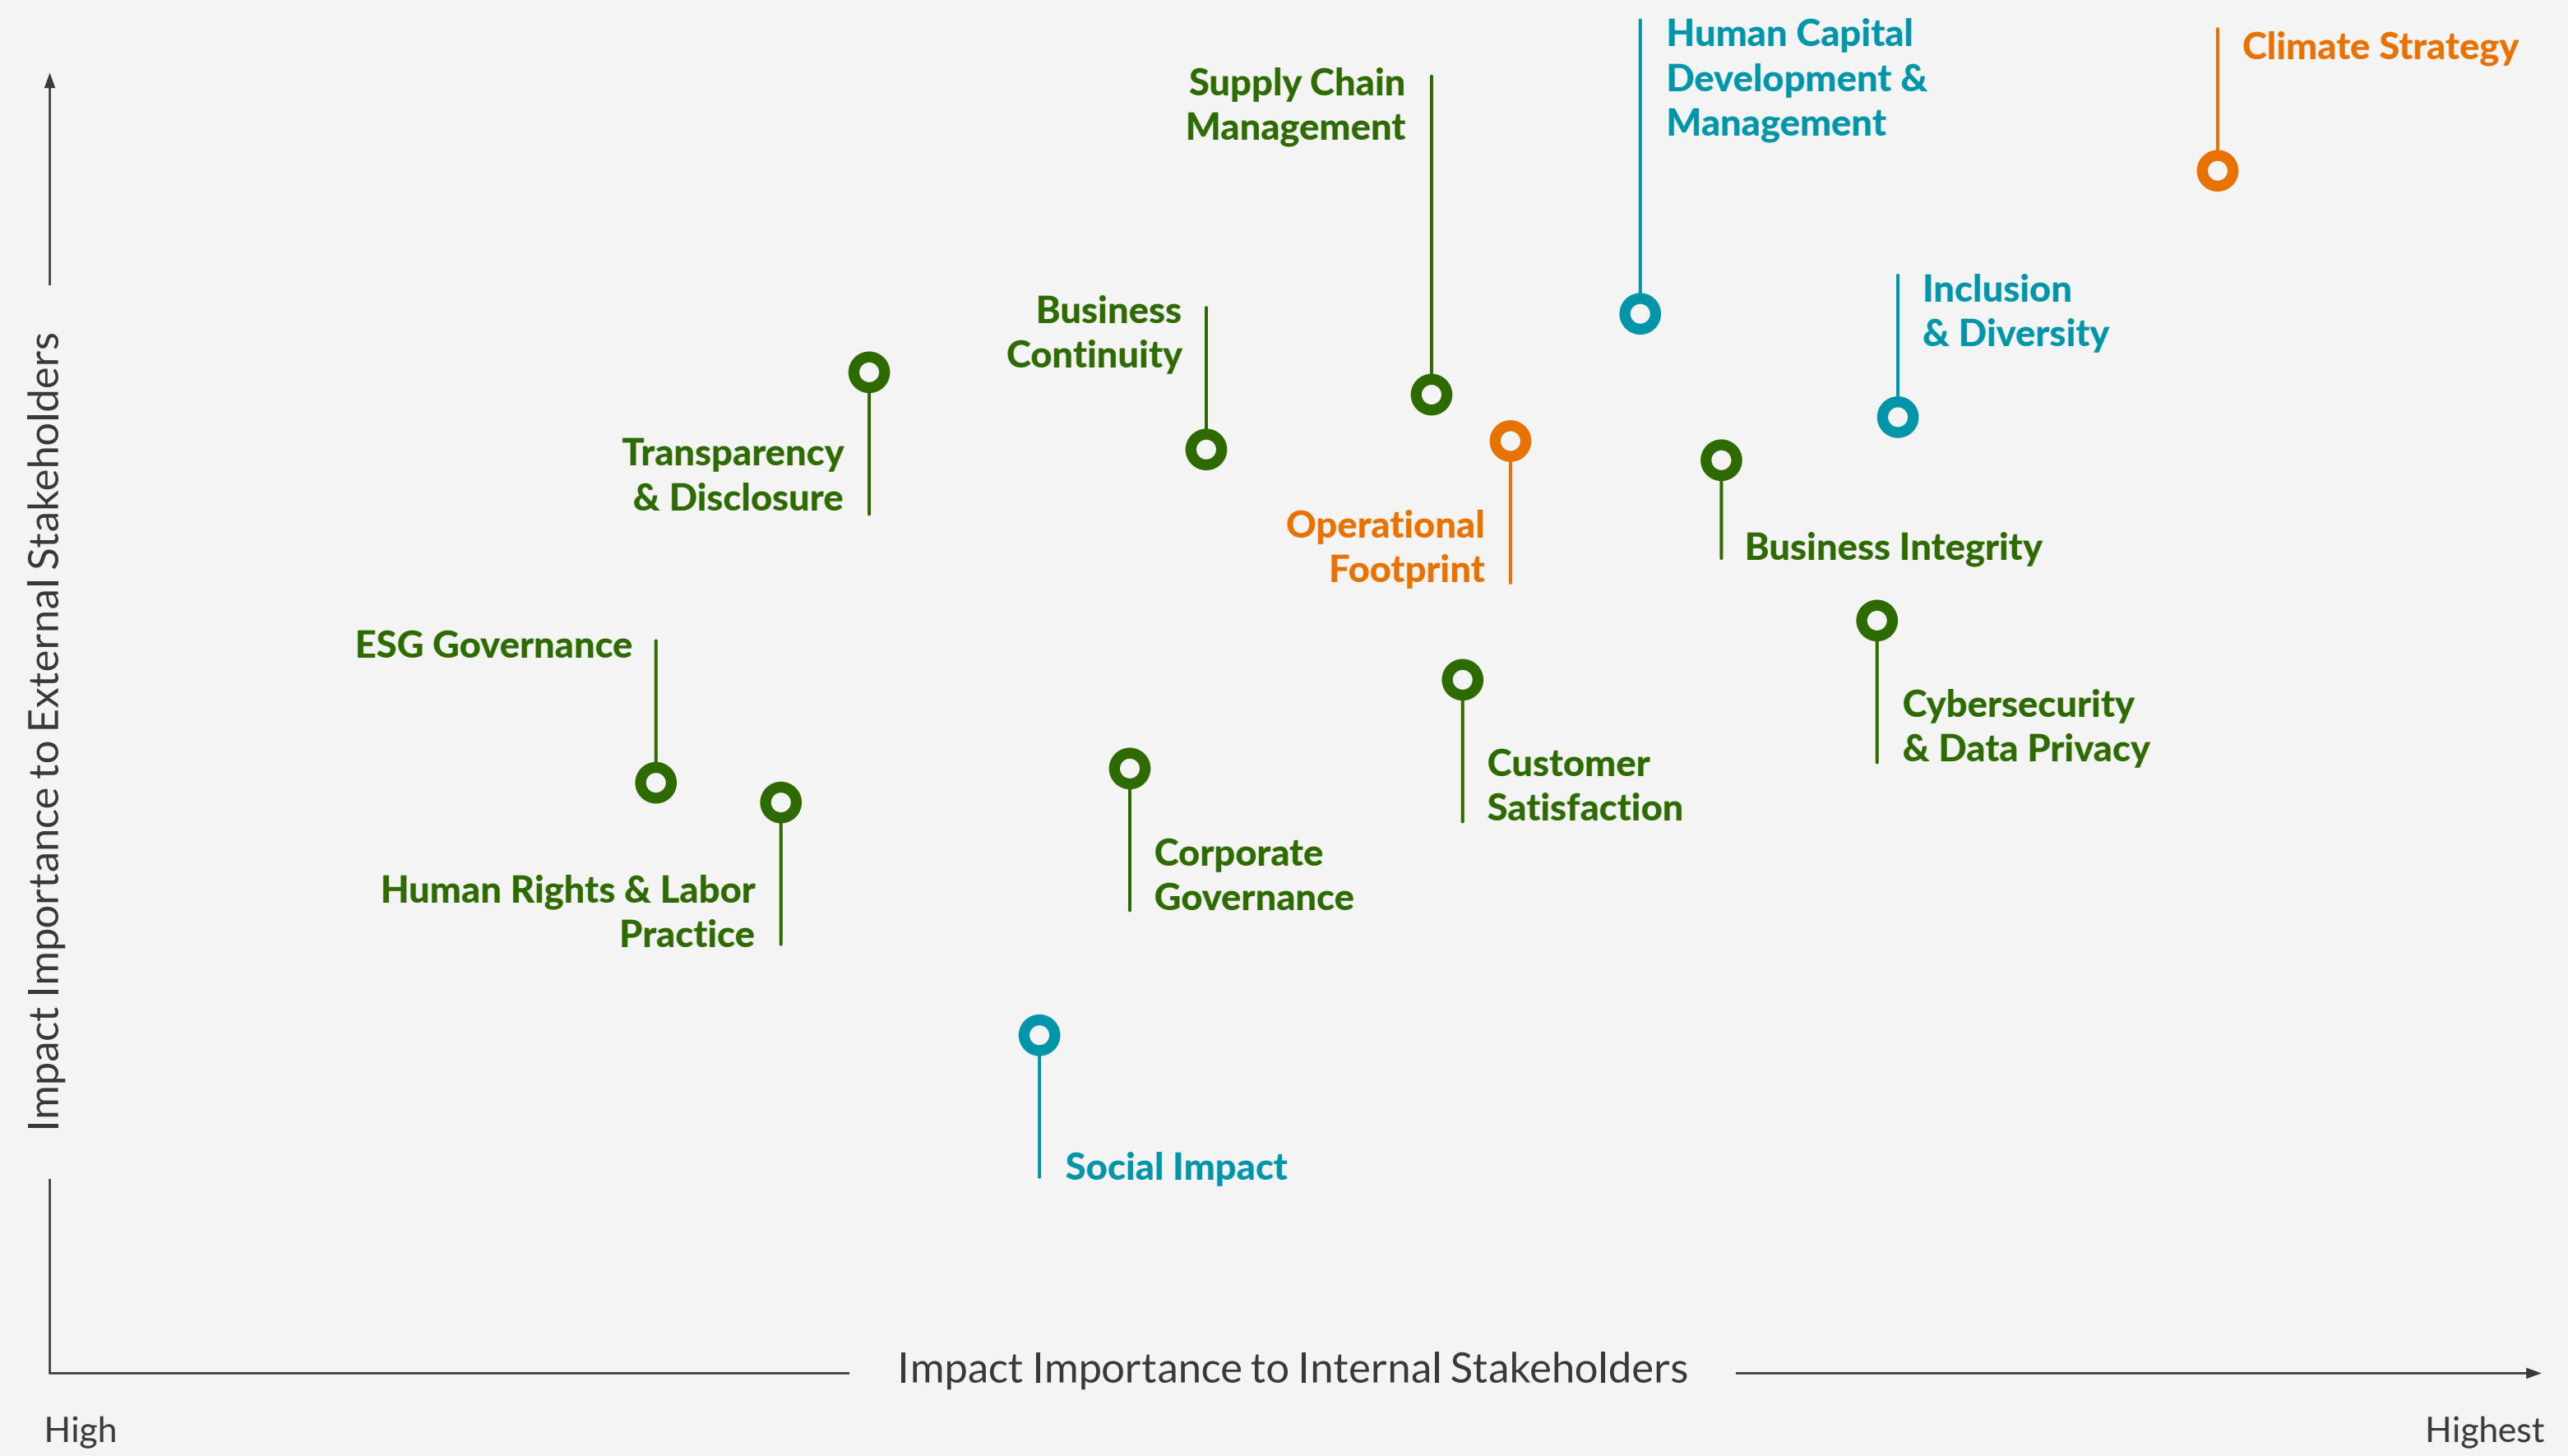 Human Capital
Development &
Management
Climate Strategy
Supply Chain
Management
Inclusion
& Diversity
Business
Continuity
Transparency
& Disclosure
Operational
Footprint
Business Integrity
ESG Governance
Cybersecurity
& Data Privacy
Customer
Satisfaction
Corporate
Governance
Human Rights & Labor
Practice
Social Impact
Impact Importance to External Stakeholders
Impact Importance to Internal Stakeholders
High
Highest